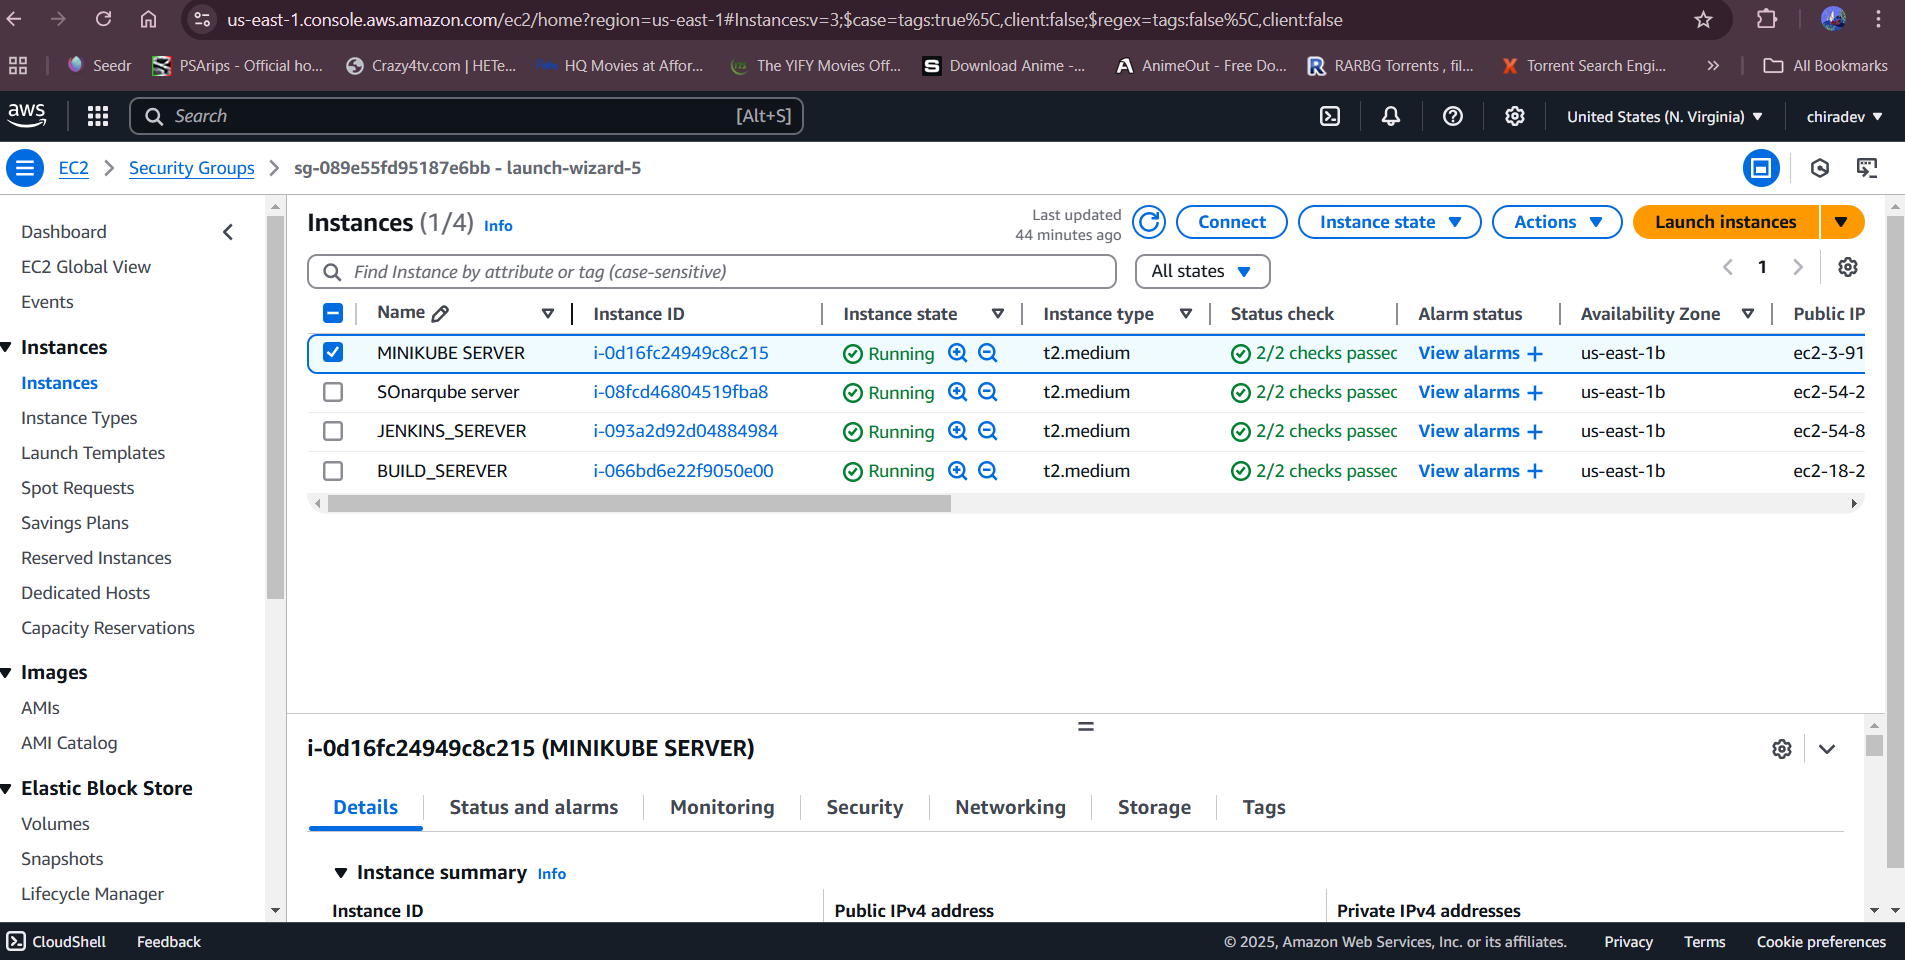 us-east-1.console.aws.amazon.com/ec2/home?region=us-east-1#Instances:v=3;$case=tags:true%5C,client:false;$regex=tags:false%5C,client:false
Seedr PSArips - Official ho... Crazy4tv.com | HETe... HQ Movies at Affor... The YIFY Movies Off... Download Anime -... AnimeOut - Free Do... RARBG Torrents , fil... Torrent Search Engi... » All Bookmarks
aws Search [Alt+S] United States (N. Virginia) chiradev
EC2 > Security Groups > sg-089e55fd95187e6bb - launch-wizard-5
Dashboard
EC2 Global View
Events
Instances
Instances
Instance Types
Launch Templates
Spot Requests
Savings Plans
Reserved Instances
Dedicated Hosts
Capacity Reservations
Images
AMIs
AMI Catalog
Elastic Block Store
Volumes
Snapshots
Lifecycle Manager
Instances (1/4) Info
Last updated
44 minutes ago
Connect Instance state Actions Launch instances
Find Instance by attribute or tag (case-sensitive) All states 1
Name Instance ID Instance state Instance type Status check Alarm status Availability Zone Public IP
MINIKUBE SERVER i-0d16fc24949c8c215 Running t2.medium 2/2 checks passec View alarms + us-east-1b ec2-3-91
SOnarqube server i-08fcd46804519fba8 Running t2.medium 2/2 checks passec View alarms + us-east-1b ec2-54-2
JENKINS_SEREVER i-093a2d92d04884984 Running t2.medium 2/2 checks passec View alarms + us-east-1b ec2-54-8
BUILD_SEREVER i-066bd6e22f9050e00 Running t2.medium 2/2 checks passec View alarms + us-east-1b ec2-18-2
i-0d16fc24949c8c215 (MINIKUBE SERVER)
Details Status and alarms Monitoring Security Networking Storage Tags
Instance summary Info
Instance ID Public IPv4 address Private IPv4 addresses
CloudShell Feedback © 2025, Amazon Web Services, Inc. or its affiliates. Privacy Terms Cookie preferences